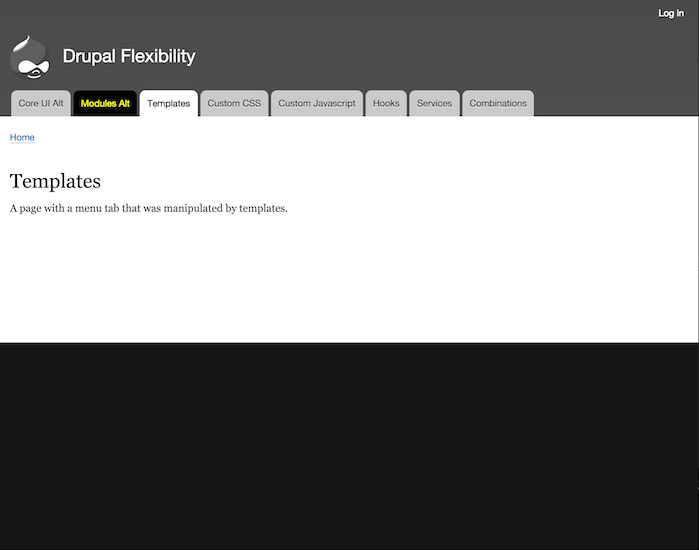 Log in
Drupal Flexibility
Core UI Alt Modules Alt Templates Custom CSS Custom Javascript Hooks Services Combinations
Home
Templates
A page with a menu tab that was manipulated by templates.